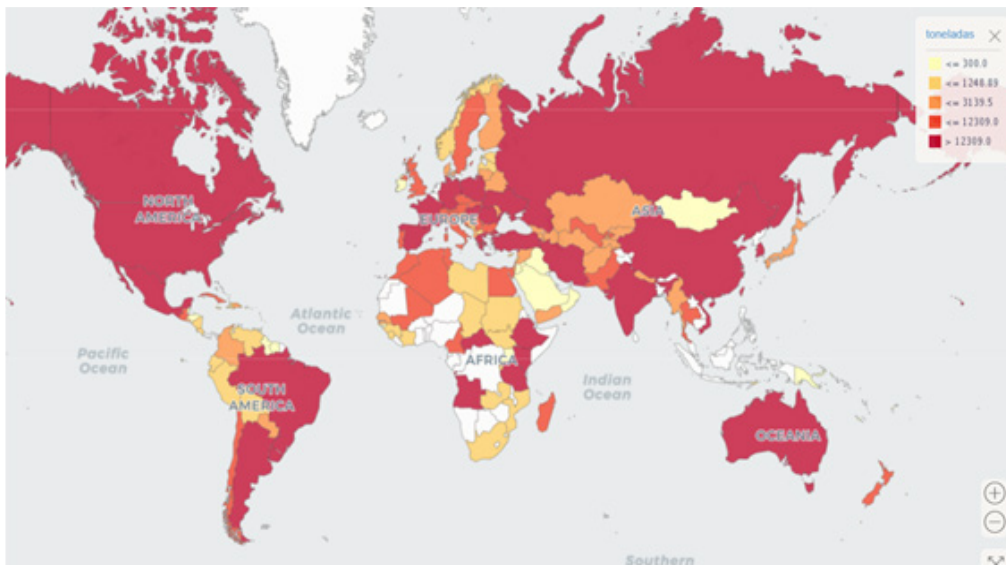 toneladas
<= 300.0
<= 1248.89
<= 3139.5
<= 12309.0
> 12309.0
NORTH
AMERICA
EUROPE
ASIA
Atlantic
Ocean
Pacific
Ocean
AFRICA
SOUTH
AMERICA
Indian
Ocean
OCEANIA
Southern